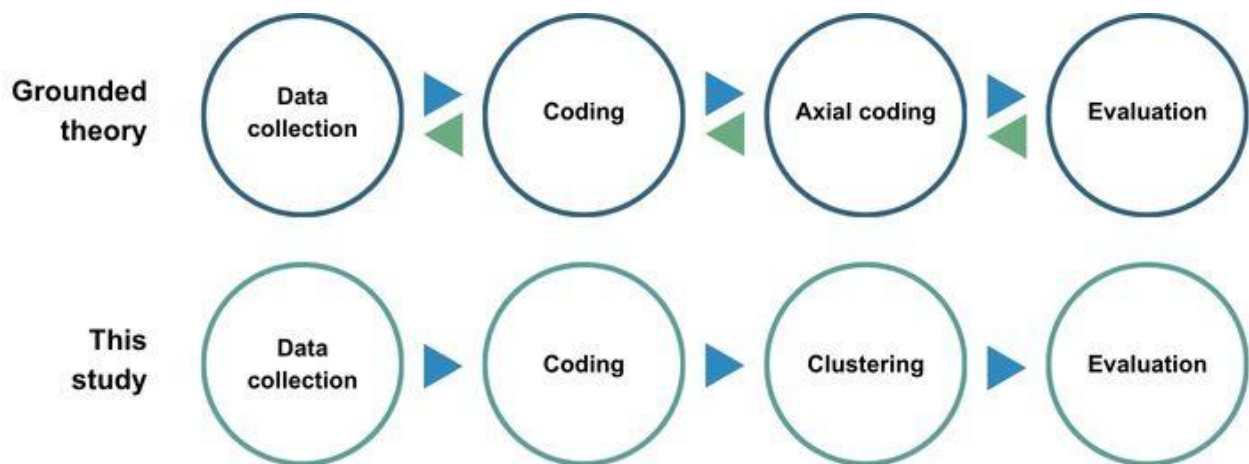 Grounded
theory
Data
collection
Coding
Axial coding
Evaluation
This
study
Data
collection
Coding
Clustering
Evaluation